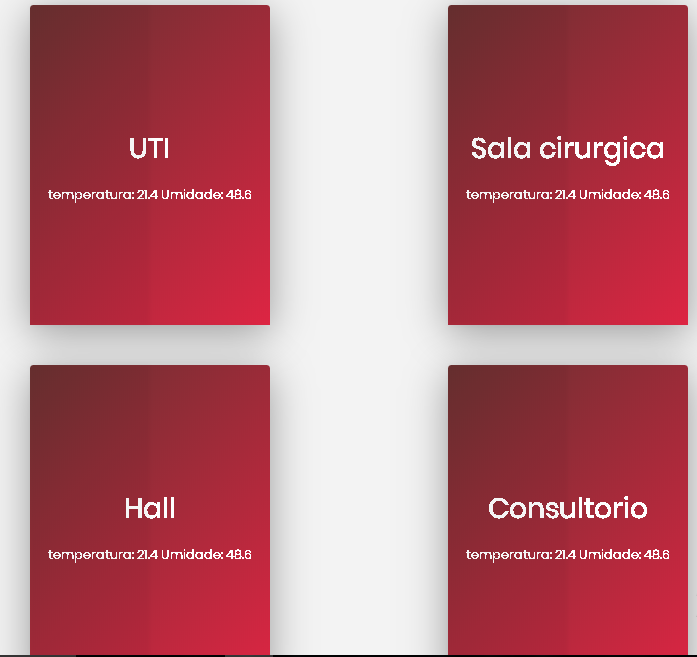 UTI
temperatura: 21.4 Umidade: 48.6
Sala cirurgica
temperatura: 21.4 Umidade: 48.6
Hall
temperatura: 21.4 Umidade: 48.6
Consultorio
temperatura: 21.4 Umidade: 48.6